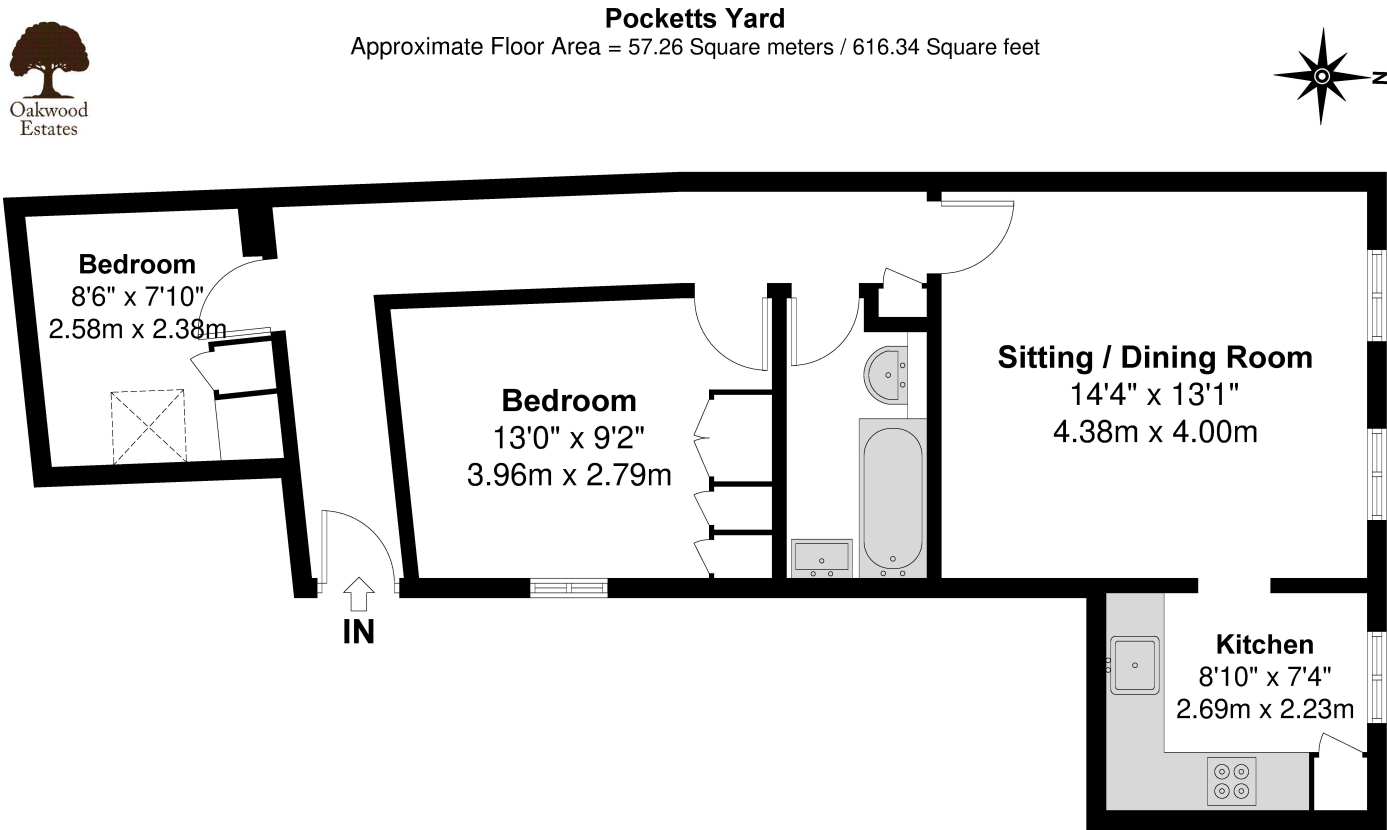 Pocketts Yard
Approximate Floor Area = 57.26 Square meters / 616.34 Square feet
Oakwood
Estates
N
Bedroom
8'6" x 7'10"
2.58m x 2.38m
Bedroom
13'0" x 9'2"
3.96m x 2.79m
Sitting / Dining Room
14'4" x 13'1"
4.38m x 4.00m
IN
Kitchen
8'10" x 7'4"
2.69m x 2.23m